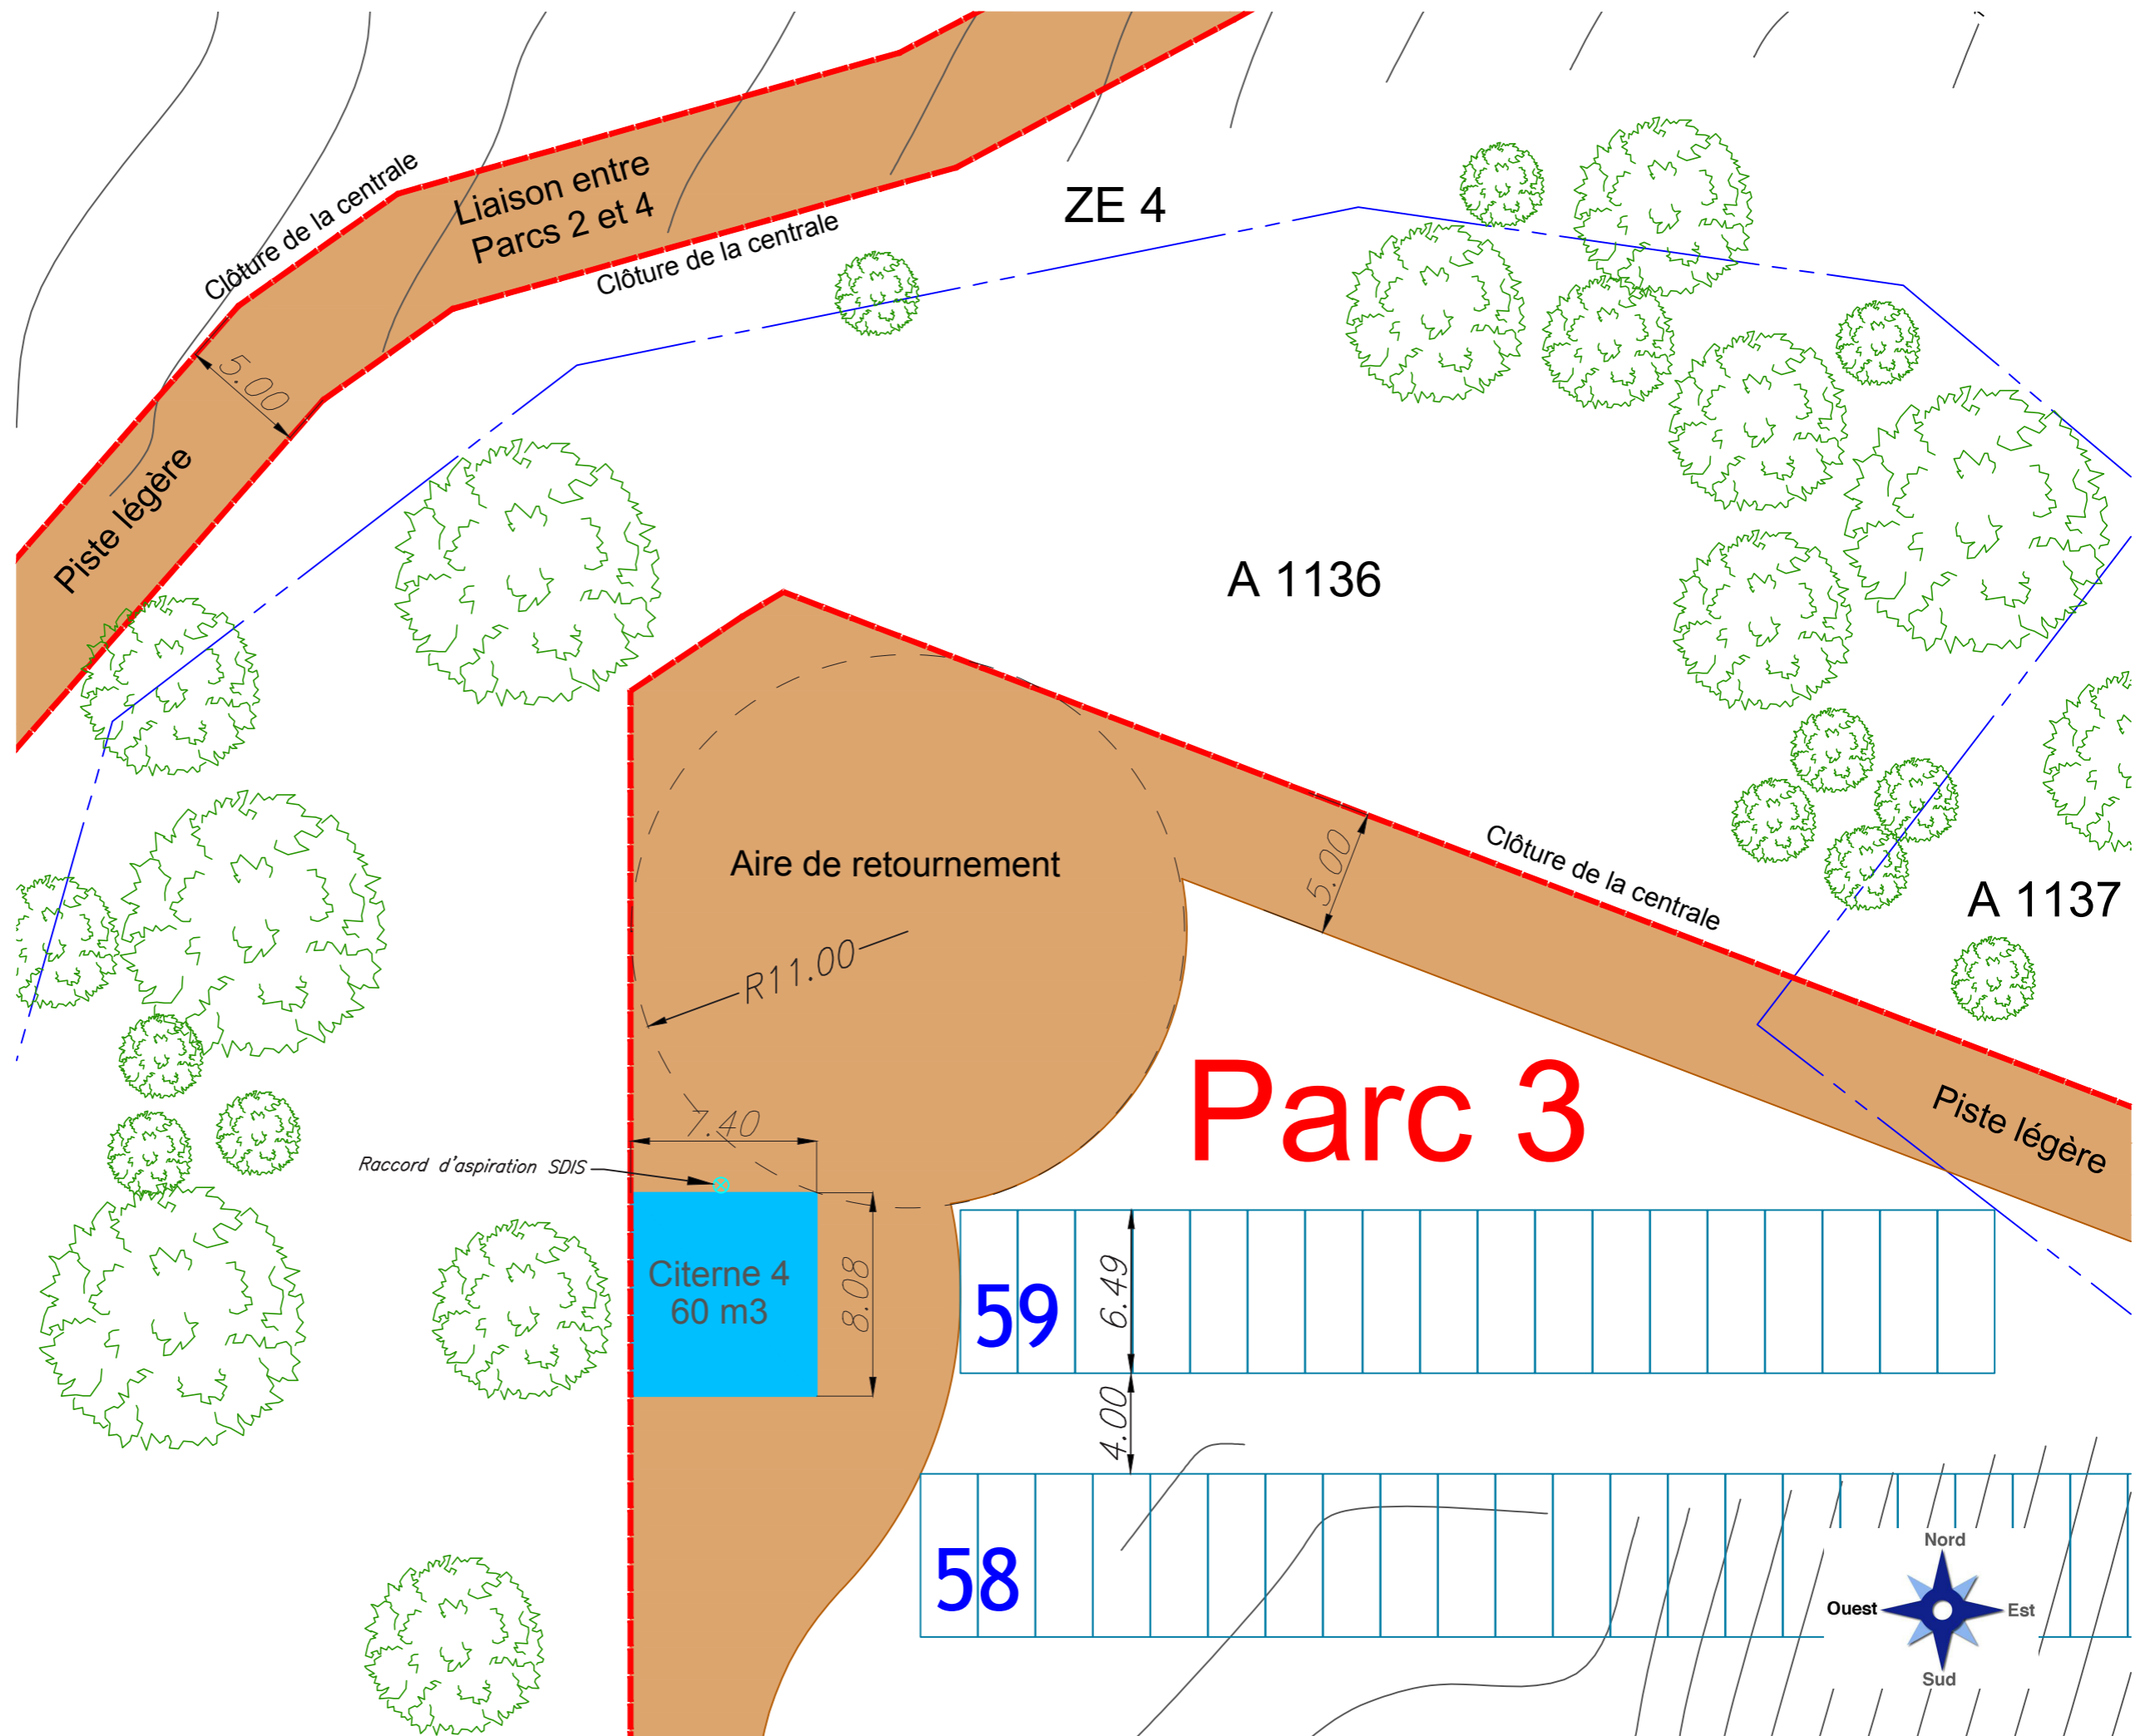 Clôture de la centrale
Liaison entre
Parcs 2 et 4
Clôture de la centrale
ZE 4
5.00
Piste légère
A 1136
Aire de retournement
5.00
Clôture de la centrale
A 1137
R11.00
Parc 3
7.40
Piste légère
Raccord d'aspiration SDIS
Citerne 4
60 m3
8.08
59
6.49
4.00
58
Nord
Ouest
Est
Sud